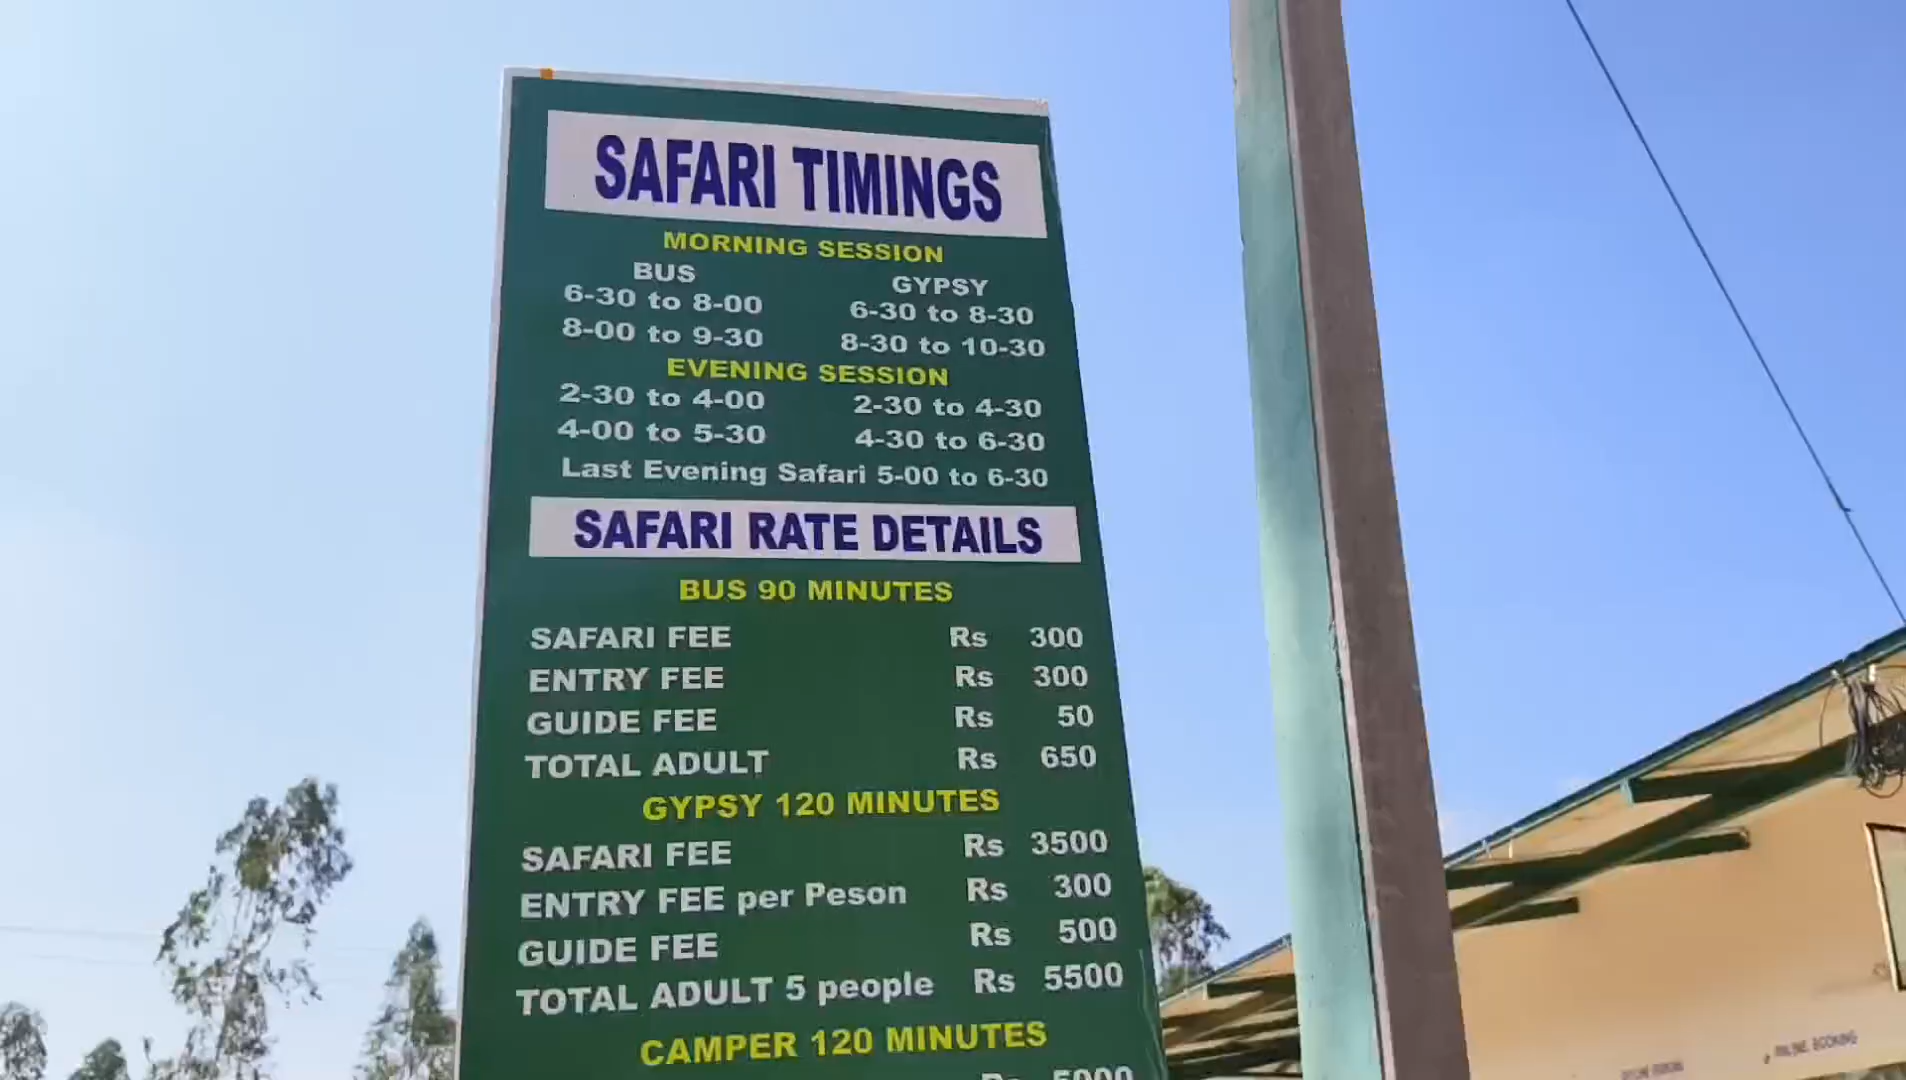 SAFARI TIMINGS
MORNING SESSION
BUS GYPSY
6-30 to 8-00 6-30 to 8-30
8-00 to 9-30 8-30 to 10-30
EVENING SESSION
2-30 to 4-00 2-30 to 4-30
4-00 to 5-30 4-30 to 6-30
Last Evening Safari 5-00 to 6-30
SAFARI RATE DETAILS
BUS 90 MINUTES
SAFARI FEE Rs 300
ENTRY FEE Rs 300
GUIDE FEE Rs 50
TOTAL ADULT Rs 650
GYPSY 120 MINUTES
SAFARI FEE Rs 3500
ENTRY FEE per Peson Rs 300
GUIDE FEE Rs 500
TOTAL ADULT 5 people Rs 5500
CAMPER 120 MINUTES
Rs 5000
BOOKING